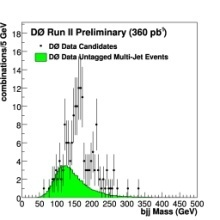 DØ Run II Preliminary (360 pb⁻¹)
DØ Data Candidates
DØ Data Untagged Multi-Jet Events
combinations/5 GeV
18
16
14
12
10
8
6
4
2
0
0 50 100 150 200 250 300 350 400 450 500
bjj Mass (GeV)